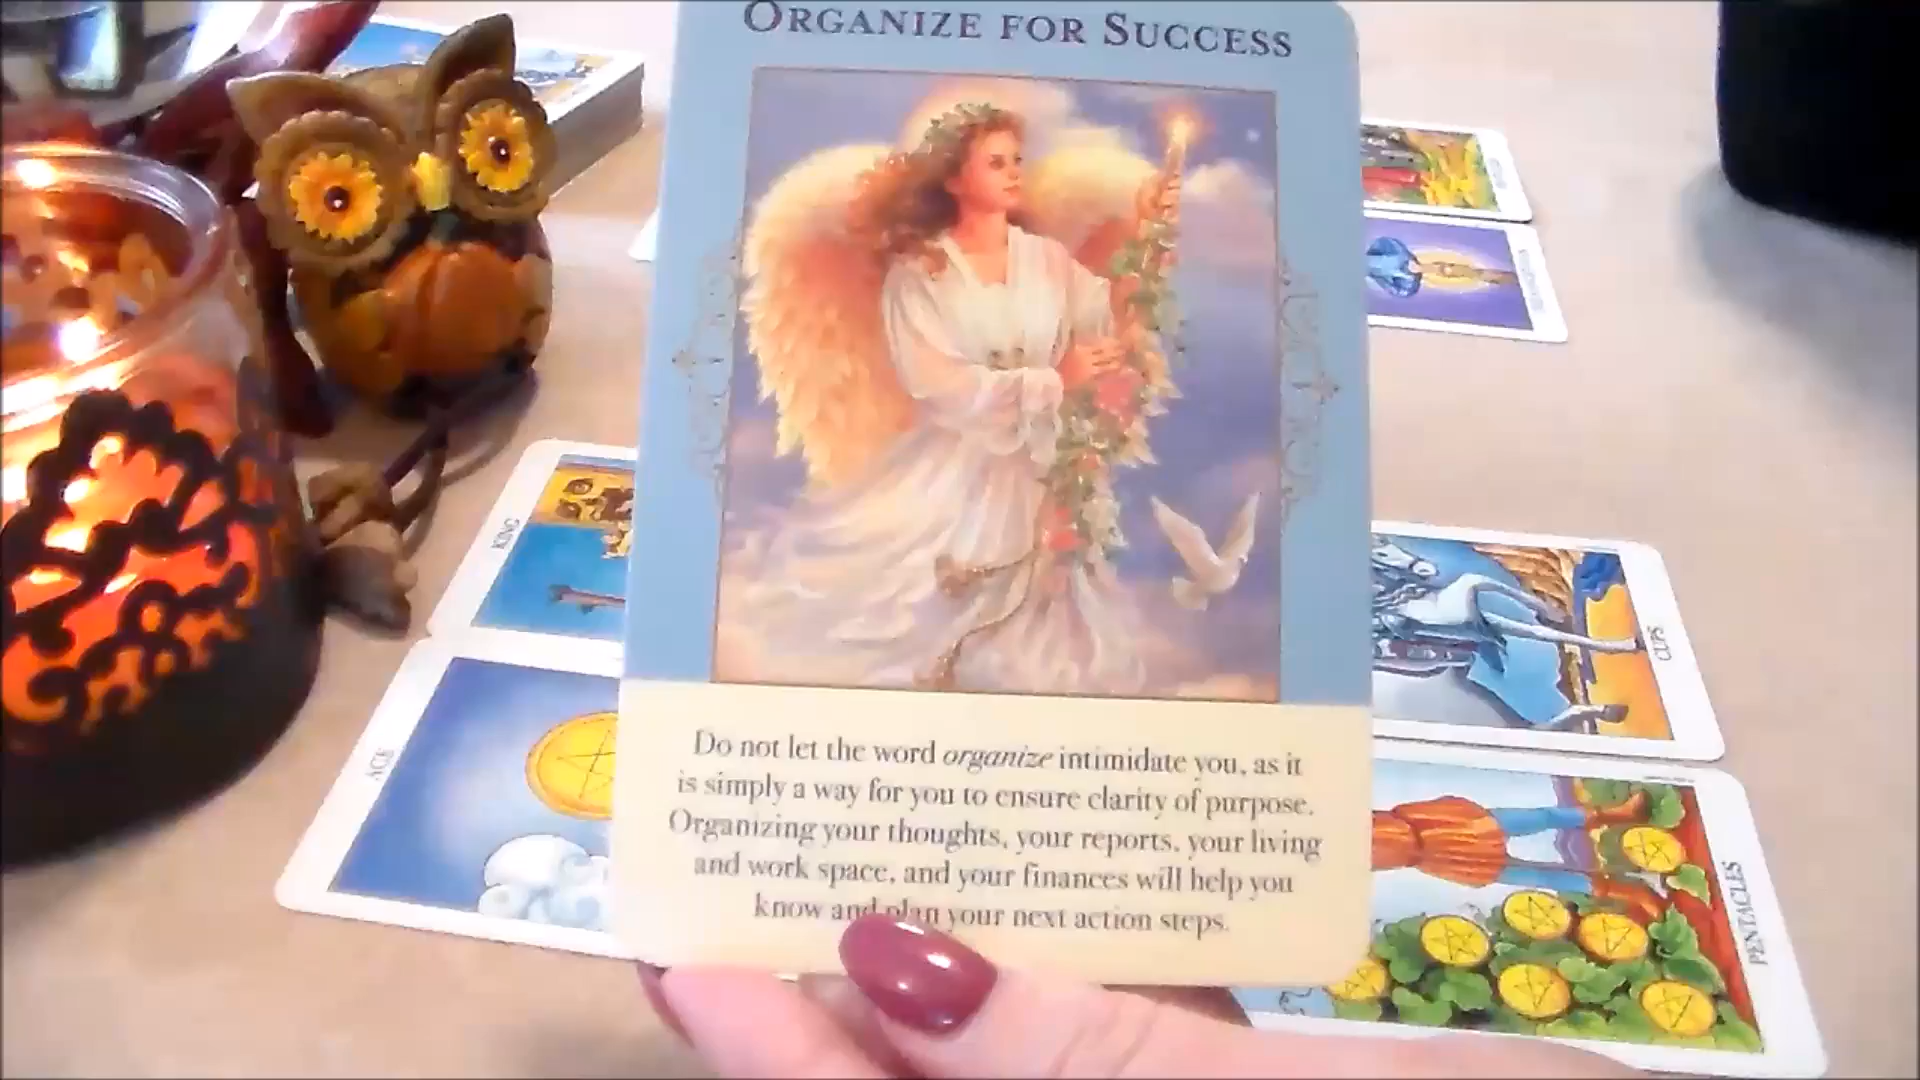 ORGANIZE FOR SUCCESS
KING
CUPS
ACE
PENTACLES
Do not let the word organize intimidate you, as it
is simply a way for you to ensure clarity of purpose.
Organizing your thoughts, your reports, your living
and work space, and your finances will help you
know and plan your next action steps.